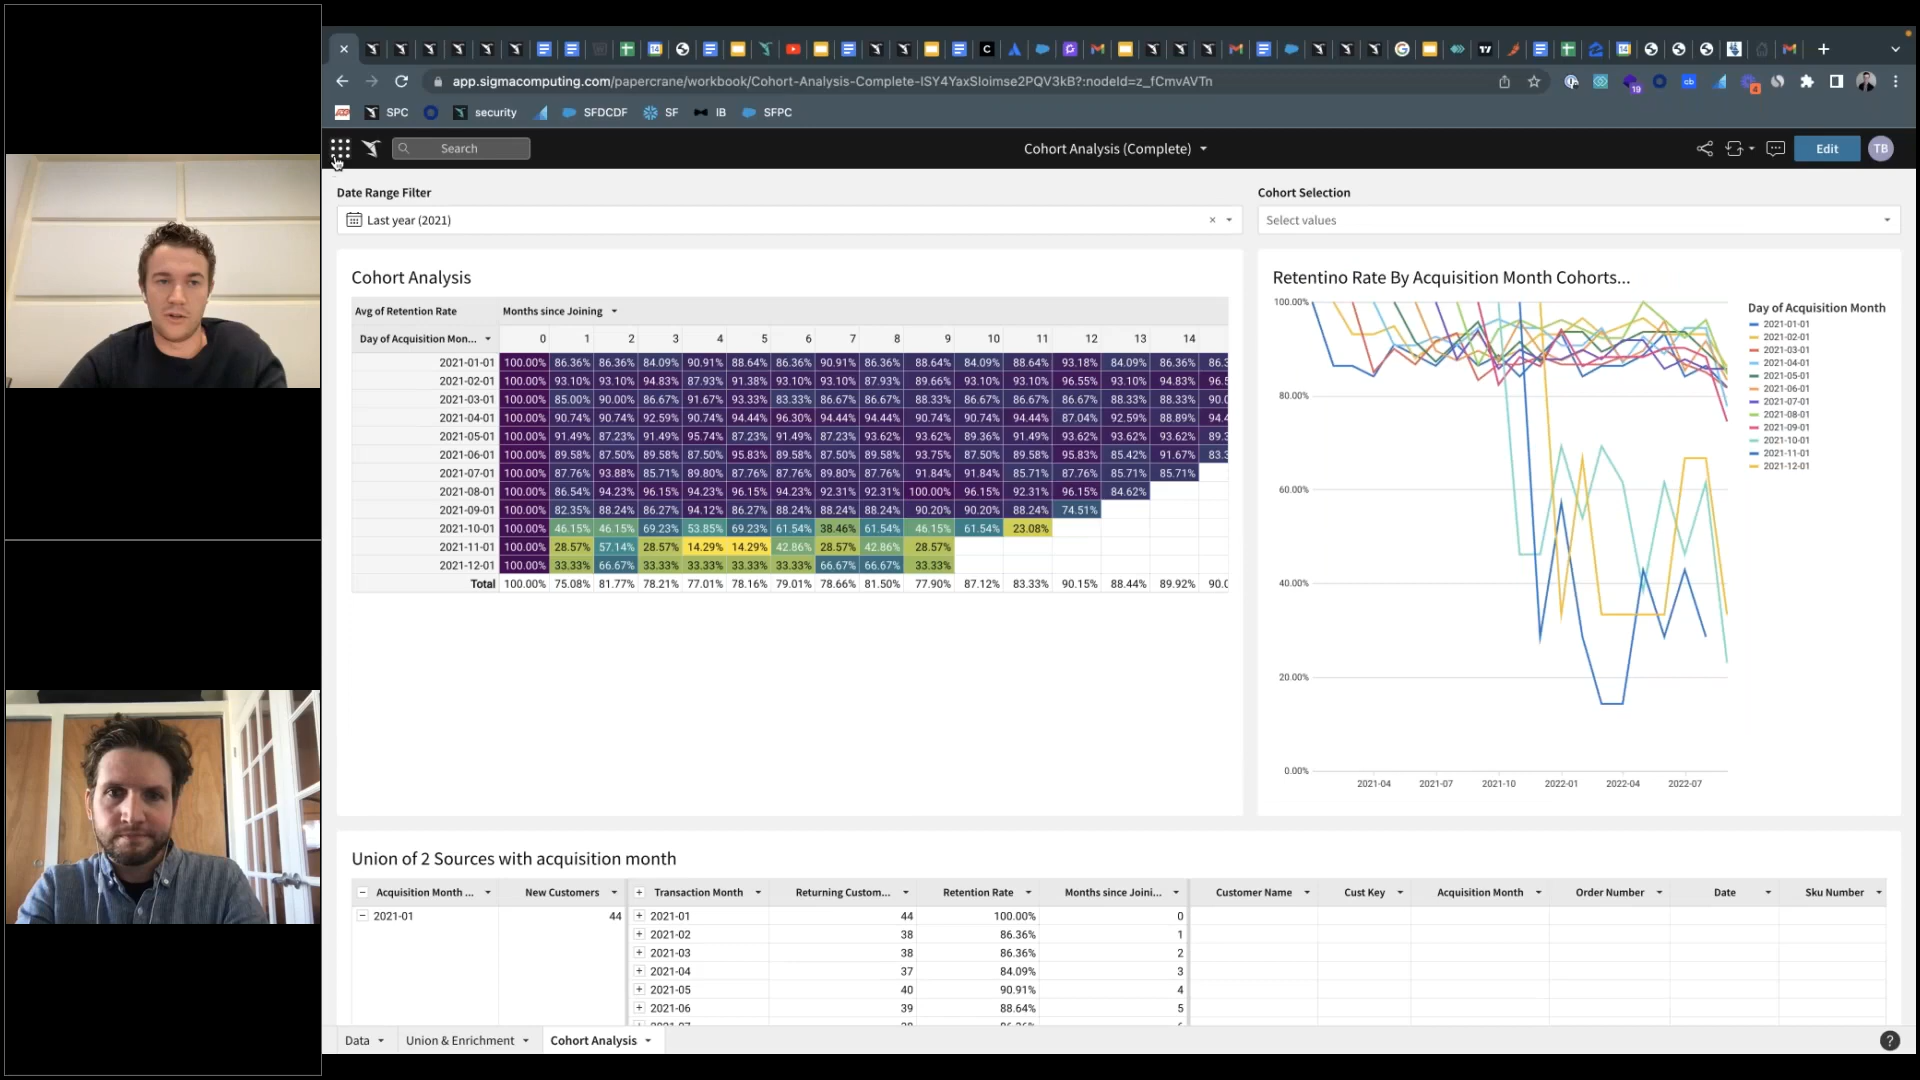 app.sigmacomputing.com/papercrane/workbook/Cohort-Analysis-Complete-ISY4YaxSIoimse2PQV3kB?:nodeId=z_fCmvAVTn
SPC security SFDCDF SF IB SFPC
Search Cohort Analysis (Complete) Edit TB
Date Range Filter
Last year (2021)
Cohort Selection
Select values
Cohort Analysis
Avg of Retention Rate Months since Joining
Day of Acquisition Mon... 0 1 2 3 4 5 6 7 8 9 10 11 12 13 14
2021-01-01 100.00% 86.36% 86.36% 84.09% 90.91% 88.64% 86.36% 90.91% 86.36% 88.64% 84.09% 88.64% 93.18% 84.09% 86.36% 86.3
2021-02-01 100.00% 93.10% 93.10% 94.83% 87.93% 91.38% 93.10% 93.10% 87.93% 89.66% 93.10% 93.10% 96.55% 93.10% 94.83% 96.5
2021-03-01 100.00% 85.00% 90.00% 86.67% 91.67% 93.33% 83.33% 86.67% 86.67% 88.33% 86.67% 86.67% 86.67% 88.33% 88.33% 90.0
2021-04-01 100.00% 90.74% 90.74% 92.59% 90.74% 94.44% 96.30% 94.44% 94.44% 90.74% 90.74% 94.44% 87.04% 92.59% 88.89% 94.4
2021-05-01 100.00% 91.49% 87.23% 91.49% 95.74% 87.23% 91.49% 87.23% 93.62% 93.62% 89.36% 91.49% 93.62% 93.62% 93.62% 89.3
2021-06-01 100.00% 89.58% 87.50% 89.58% 87.50% 95.83% 89.58% 87.50% 89.58% 93.75% 87.50% 89.58% 95.83% 85.42% 91.67% 83.3
2021-07-01 100.00% 87.76% 93.88% 85.71% 89.80% 87.76% 87.76% 89.80% 87.76% 91.84% 91.84% 85.71% 87.76% 85.71% 85.71%
2021-08-01 100.00% 86.54% 94.23% 96.15% 94.23% 96.15% 94.23% 92.31% 92.31% 100.00% 96.15% 92.31% 96.15% 84.62%
2021-09-01 100.00% 82.35% 88.24% 86.27% 94.12% 86.27% 88.24% 88.24% 88.24% 90.20% 90.20% 88.24% 74.51%
2021-10-01 100.00% 46.15% 46.15% 69.23% 53.85% 69.23% 61.54% 38.46% 61.54% 46.15% 61.54% 23.08%
2021-11-01 100.00% 28.57% 57.14% 28.57% 14.29% 14.29% 42.86% 28.57% 42.86% 28.57%
2021-12-01 100.00% 33.33% 66.67% 33.33% 33.33% 33.33% 33.33% 66.67% 66.67% 33.33%
Total 100.00% 75.08% 81.77% 78.21% 77.01% 78.16% 79.01% 78.66% 81.50% 77.90% 87.12% 83.33% 90.15% 88.44% 89.92% 90.0
Retentino Rate By Acquisition Month Cohorts...
100.00%
80.00%
60.00%
40.00%
20.00%
0.00%
2021-04 2021-07 2021-10 2022-01 2022-04 2022-07
Day of Acquisition Month
2021-01-01
2021-02-01
2021-03-01
2021-04-01
2021-05-01
2021-06-01
2021-07-01
2021-08-01
2021-09-01
2021-10-01
2021-11-01
2021-12-01
Union of 2 Sources with acquisition month
Acquisition Month ... New Customers Transaction Month Returning Custom... Retention Rate Months since Joini... Customer Name Cust Key Acquisition Month Order Number Date Sku Number
2021-01 44 2021-01 44 100.00% 0
2021-02 38 86.36% 1
2021-03 38 86.36% 2
2021-04 37 84.09% 3
2021-05 40 90.91% 4
2021-06 39 88.64% 5
Data Union & Enrichment Cohort Analysis ?